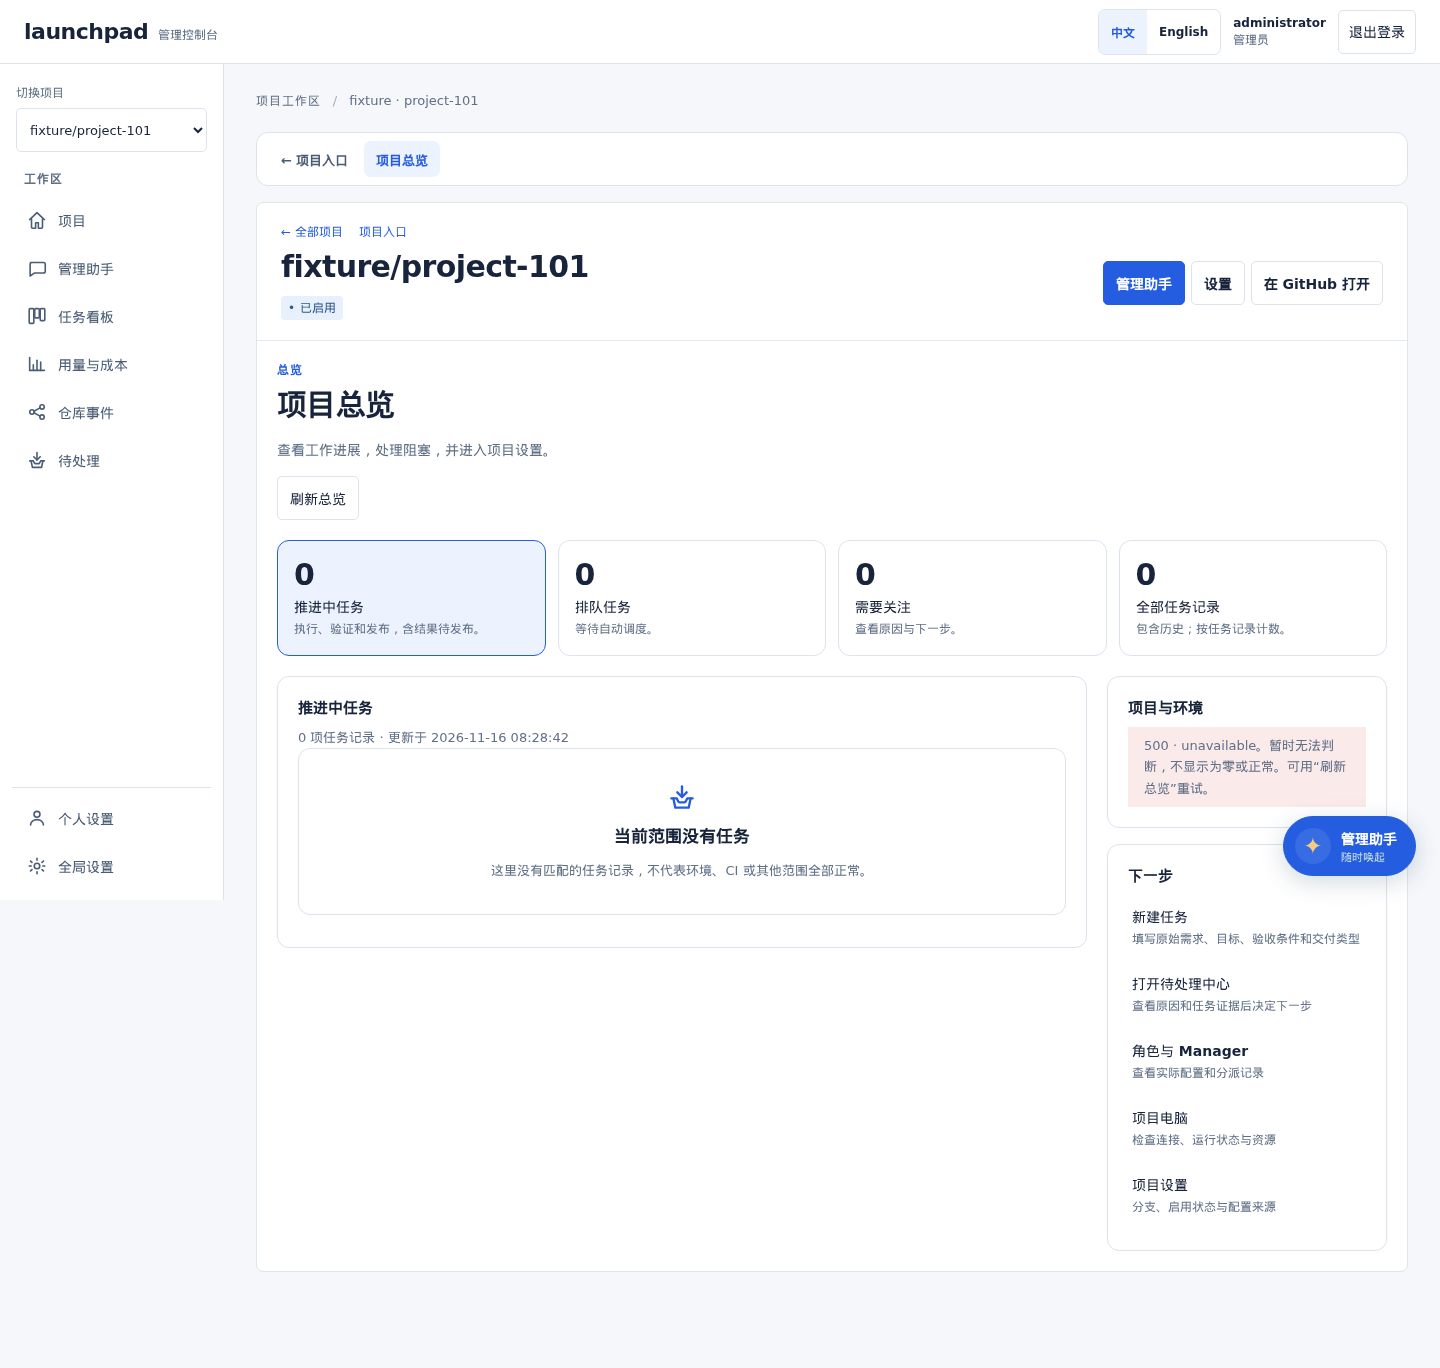 launchpad 管理控制台
中文 English administrator 管理员 退出登录
切换项目
fixture/project-101
工作区
项目
管理助手
任务看板
用量与成本
仓库事件
待处理
个人设置
全局设置
项目工作区 / fixture · project-101
← 项目入口 项目总览
← 全部项目 项目入口
fixture/project-101
• 已启用
管理助手 设置 在 GitHub 打开
总览
项目总览
查看工作进展，处理阻塞，并进入项目设置。
刷新总览
0
推进中任务
执行、验证和发布，含结果待发布。
0
排队任务
等待自动调度。
0
需要关注
查看原因与下一步。
0
全部任务记录
包含历史；按任务记录计数。
推进中任务
0 项任务记录 · 更新于 2026-11-16 08:28:42
当前范围没有任务
这里没有匹配的任务记录，不代表环境、CI 或其他范围全部正常。
项目与环境
500 · unavailable。暂时无法判
断，不显示为零或正常。可用“刷新
总览”重试。
管理助手
随时唤起
下一步
新建任务
填写原始需求、目标、验收条件和交付类型
打开待处理中心
查看原因和任务证据后决定下一步
角色与 Manager
查看实际配置和分派记录
项目电脑
检查连接、运行状态与资源
项目设置
分支、启用状态与配置来源